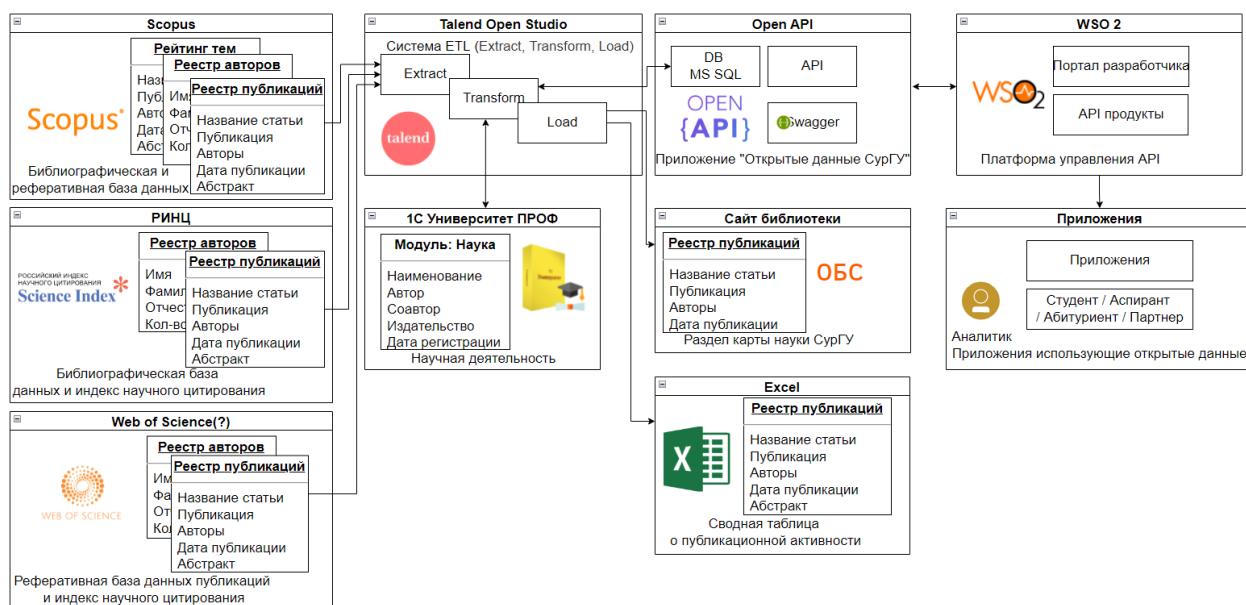 Scopus
Рейтинг тем
Назв
Публ
Авто
Дата
Абст
Реестр авторов
Имя
Фам
Отч
Кол
Реестр публикаций
Название статьи
Публикация
Авторы
Дата публикации
Абстракт
Scopus
Библиографическая и
реферативная база данных
Talend Open Studio
Система ETL (Extract, Transform, Load)
Extract
Transform
Load
talend
Open API
DB
MS SQL
API
OPEN
{API}
Swagger
Приложение "Открытые данные СурГУ"
WSO 2
WSO2
Портал разработчика
API продукты
Платформа управления API
РИНЦ
Реестр авторов
Имя
Фамил
Отчест
Кол-во
Реестр публикаций
Название статьи
Публикация
Авторы
Дата публикации
Абстракт
РОССИЙСКИЙ ИНДЕКС
НАУЧНОГО ЦИТИРОВАНИЯ
Science Index
Библиографическая база
данных и индекс научного цитирования
1С Университет ПРОФ
Модуль: Наука
Наименование
Автор
Соавтор
Издательство
Дата регистрации
Научная деятельность
Сайт библиотеки
Реестр публикаций
Название статьи
Публикация
Авторы
Дата публикации
ОБС
Раздел карты науки СурГУ
Приложения
Приложения
Студент / Аспирант
/ Абитуриент / Партнер
Аналитик
Приложения использующие открытые данные
Web of Science(?)
Реестр авторов
Им
Фа
От
Ко
Реестр публикаций
Название статьи
Публикация
Авторы
Дата публикации
Абстракт
WEB OF SCIENCE
Реферативная база данных публикаций
и индекс научного цитирования
Excel
Реестр публикаций
Название статьи
Публикация
Авторы
Дата публикации
Абстракт
X
Сводная таблица
о публикационной активности